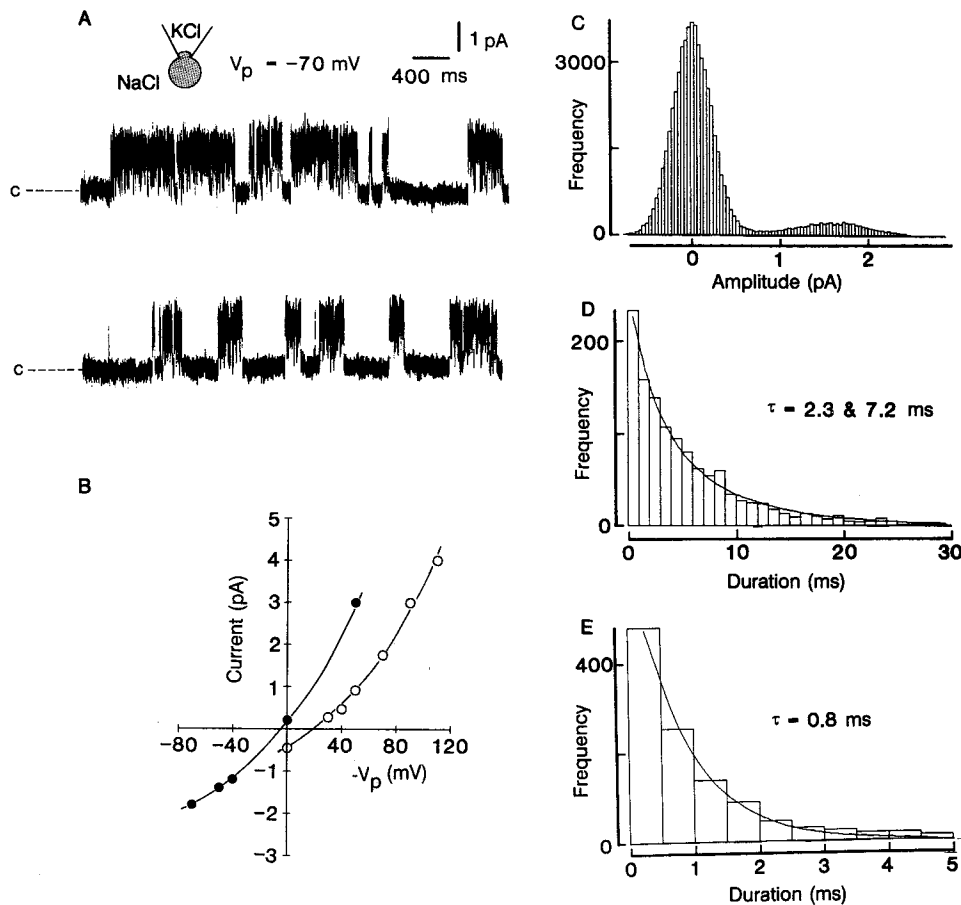 A
KCl
NaCl
Vp = -70 mV
1 pA
400 ms
c
c
B
Current (pA)
5
4
3
2
1
-1
-2
-3
-80
-40
0
40
80
120
-Vp (mV)
C
Frequency
3000
0
0
1
2
Amplitude (pA)
D
Frequency
200
0
τ = 2.3 & 7.2 ms
0
10
20
30
Duration (ms)
E
Frequency
400
0
τ = 0.8 ms
0
1
2
3
4
5
Duration (ms)